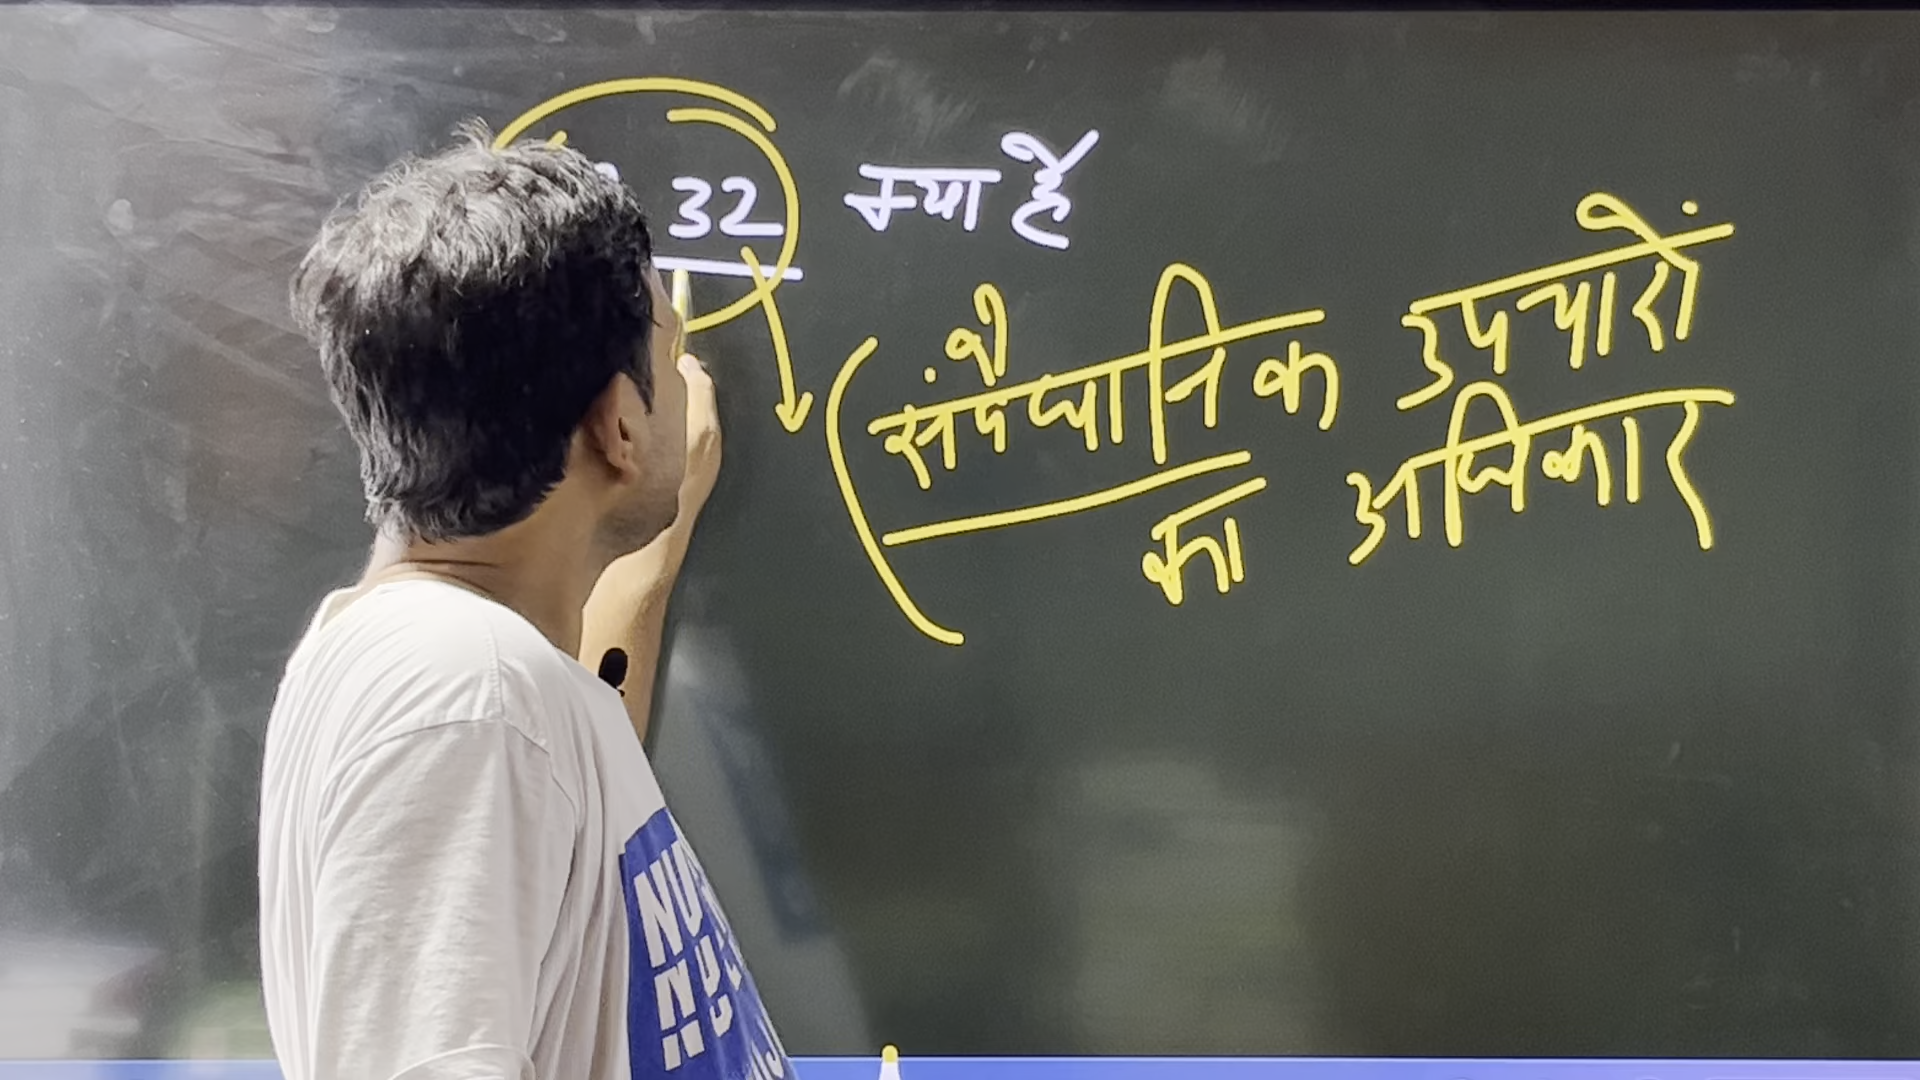 32 क्या है
संवैधानिक उपचारों
का अधिकार